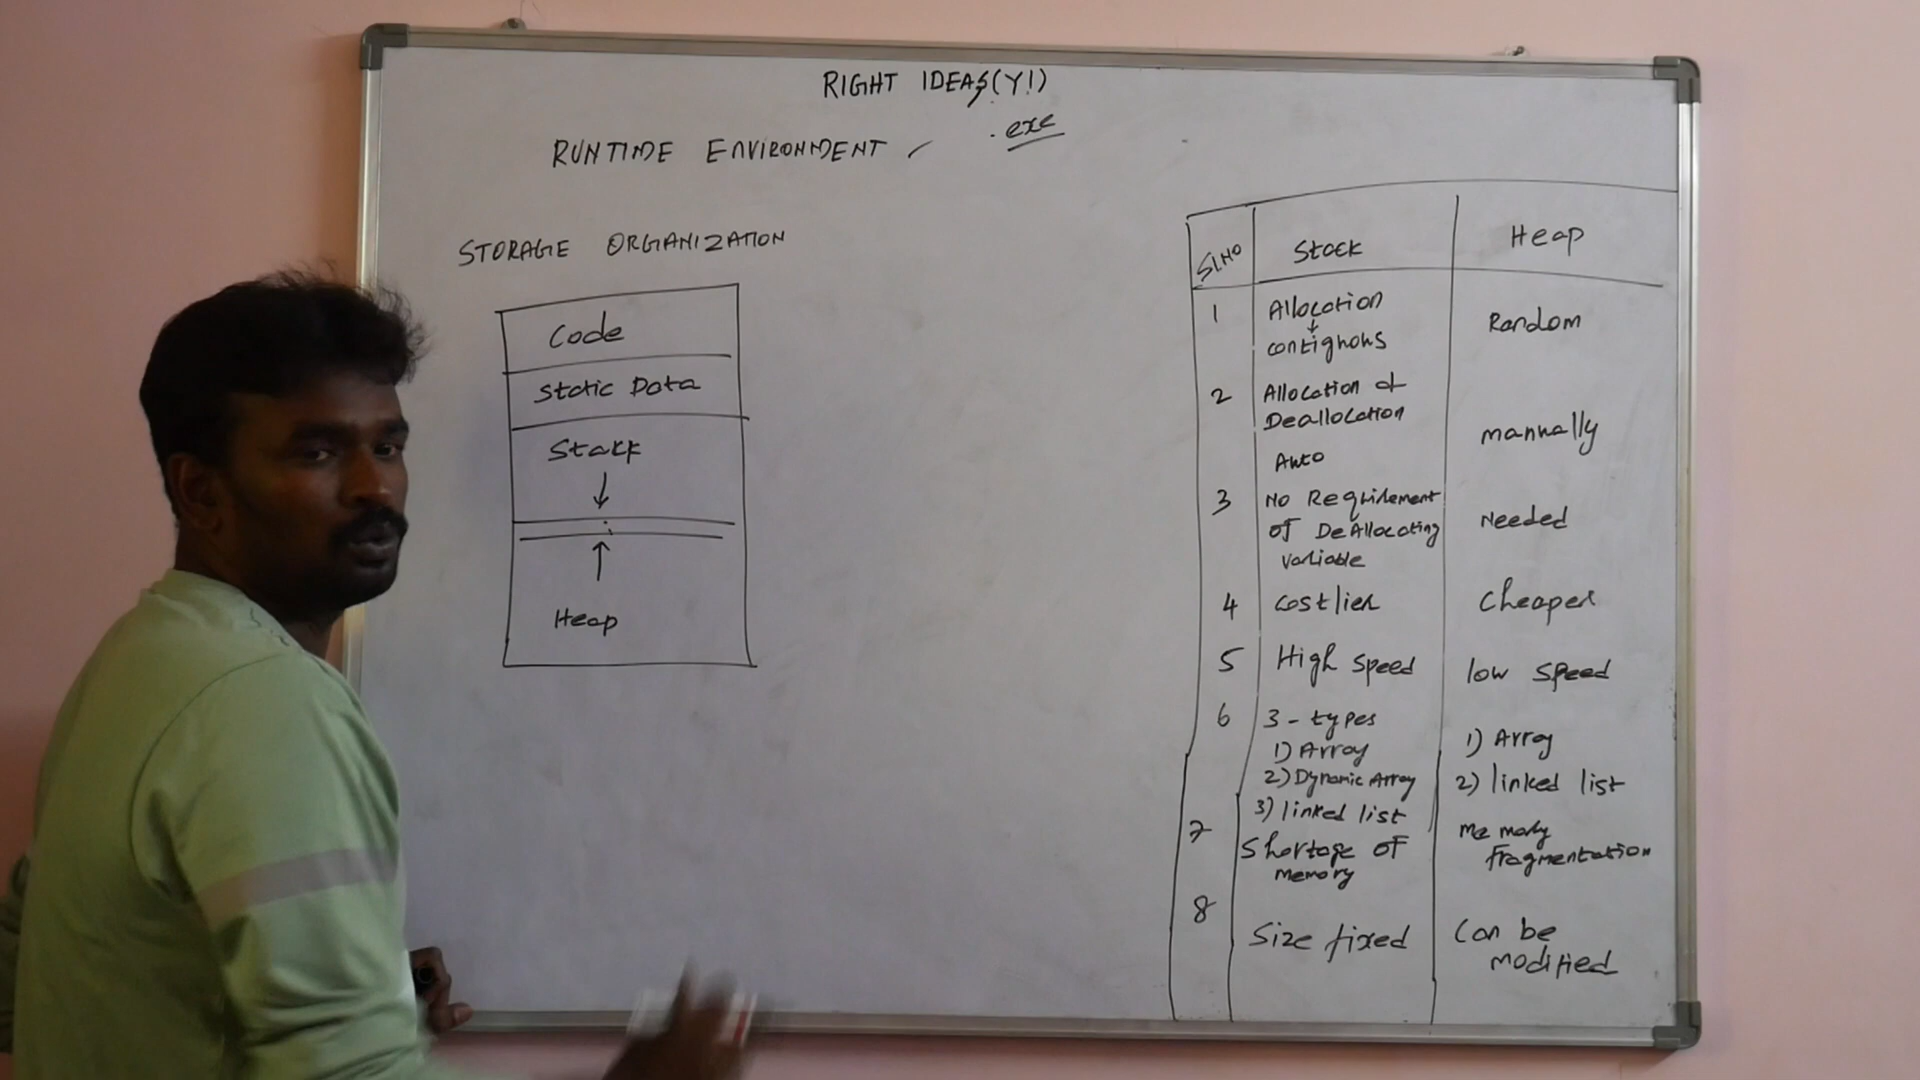 RIGHT IDEAS(Y!)
.exe
RUNTIME ENVIRONMENT
STORAGE ORGANIZATION
Code
Static Data
Stack
Heap
Sl.No Stack Heap
1 Allocation Random
contiguous
2 Allocation &
Deallocation manually
Auto
3 No Requirement Needed
of DeAllocating
variable
4 Costlier Cheaper
5 High Speed low speed
6 3-types
1) Array 1) Array
2) Dynamic Array 2) linked list
3) linked list
7 Shortage of Memory
memory fragmentation
8 Size fixed Can be
modified